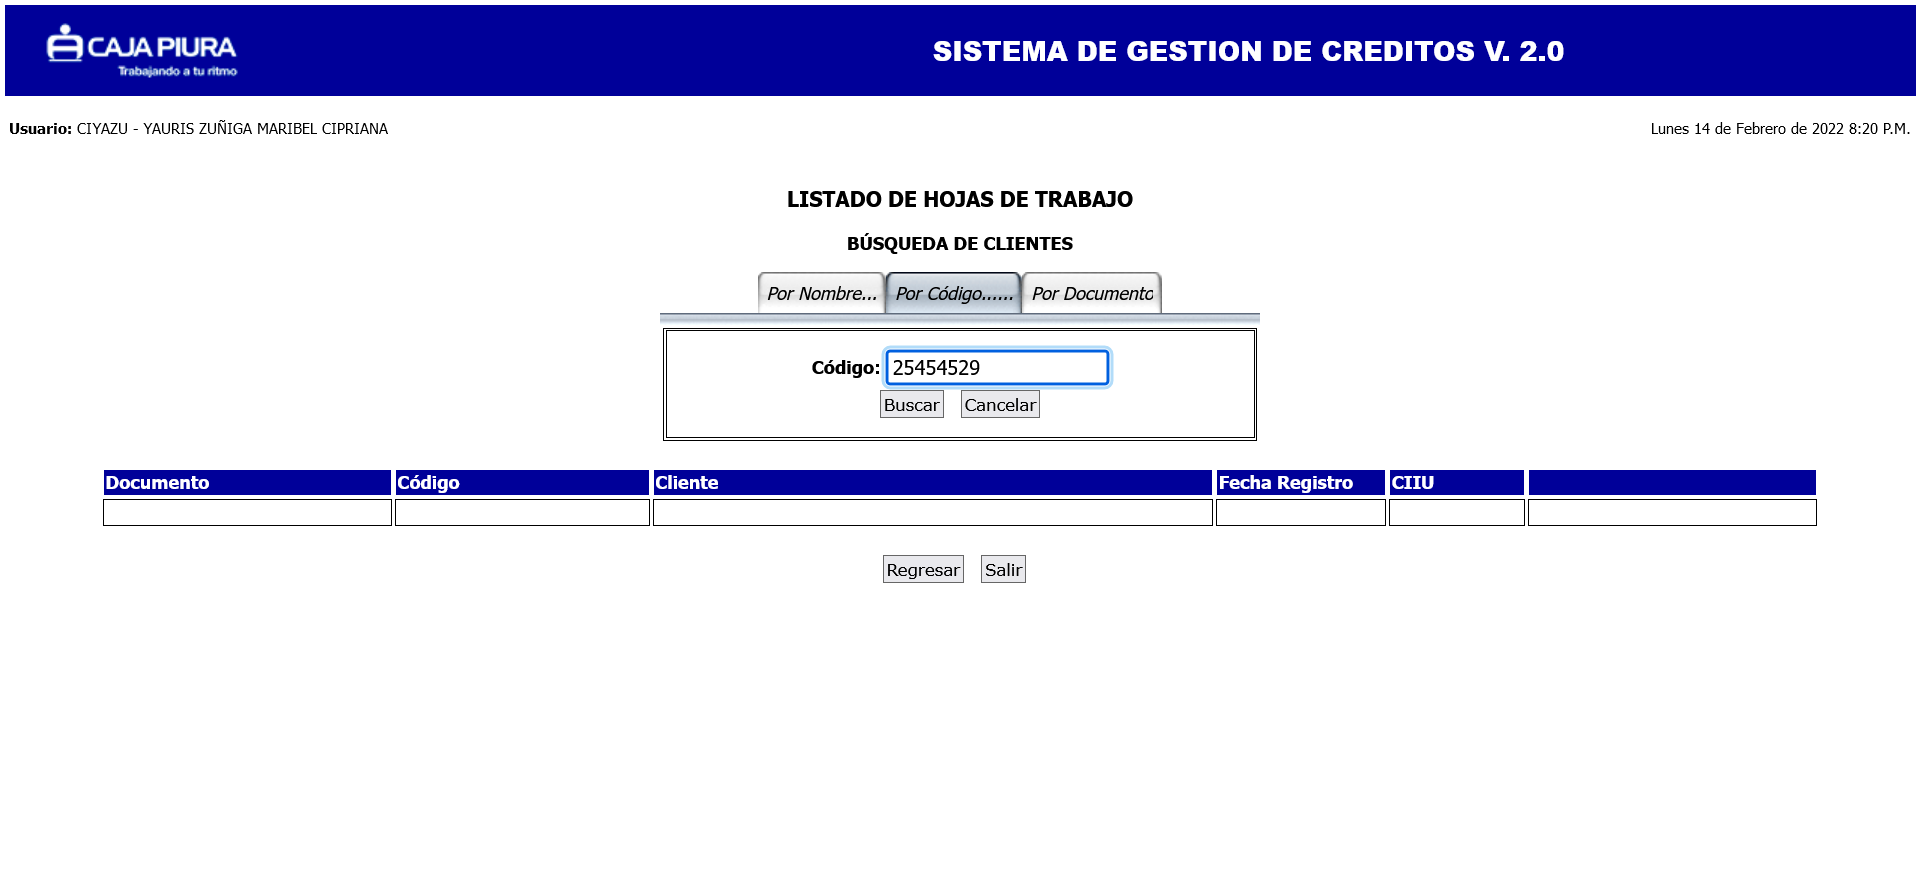 CAJA PIURA
Trabajando a tu ritmo
SISTEMA DE GESTION DE CREDITOS V. 2.0
Usuario: CIYAZU - YAURIS ZUÑIGA MARIBEL CIPRIANA
Lunes 14 de Febrero de 2022 8:20 P.M.
LISTADO DE HOJAS DE TRABAJO
BÚSQUEDA DE CLIENTES
Por Nombre... Por Código...... Por Documento
Código: 25454529
Buscar Cancelar
Documento Código Cliente Fecha Registro CIIU
Regresar Salir